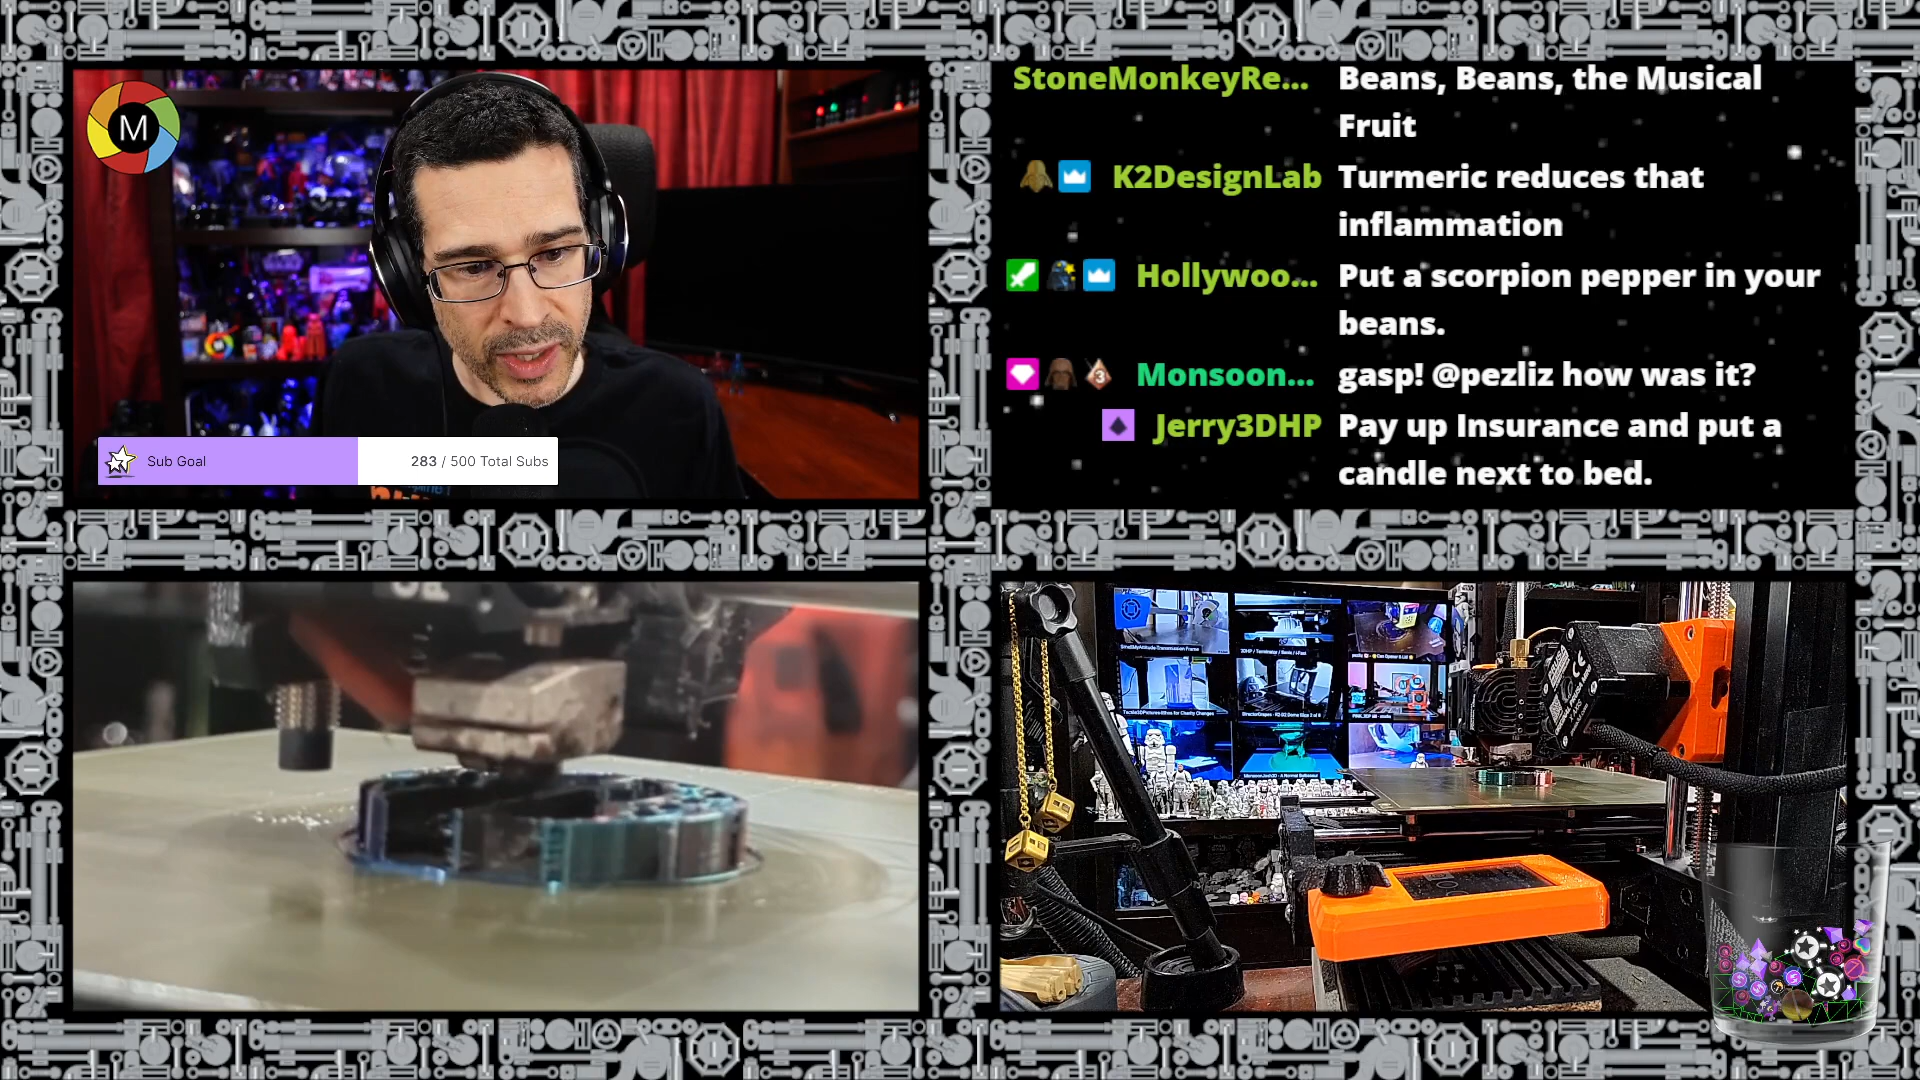 M
Sub Goal
283 / 500 Total Subs
StoneMonkeyRe... Beans, Beans, the Musical
Fruit
K2DesignLab Turmeric reduces that
inflammation
Hollywoo... Put a scorpion pepper in your
beans.
3 Monsoon... gasp! @pezliz how was it?
Jerry3DHP Pay up Insurance and put a
candle next to bed.